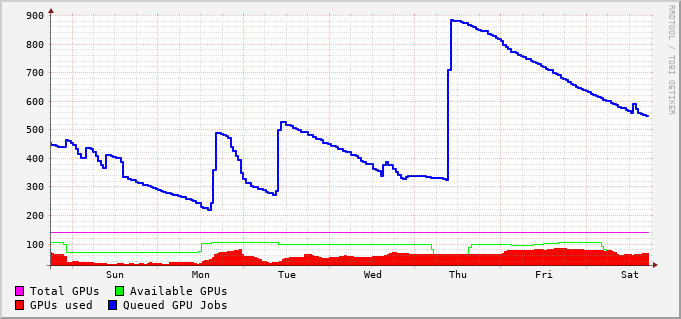 900
800
700
600
500
400
300
200
100
Sun Mon Tue Wed Thu Fri Sat
RRDTOOL / TOBI OETIKER
Total GPUs Available GPUs
GPUs used Queued GPU Jobs